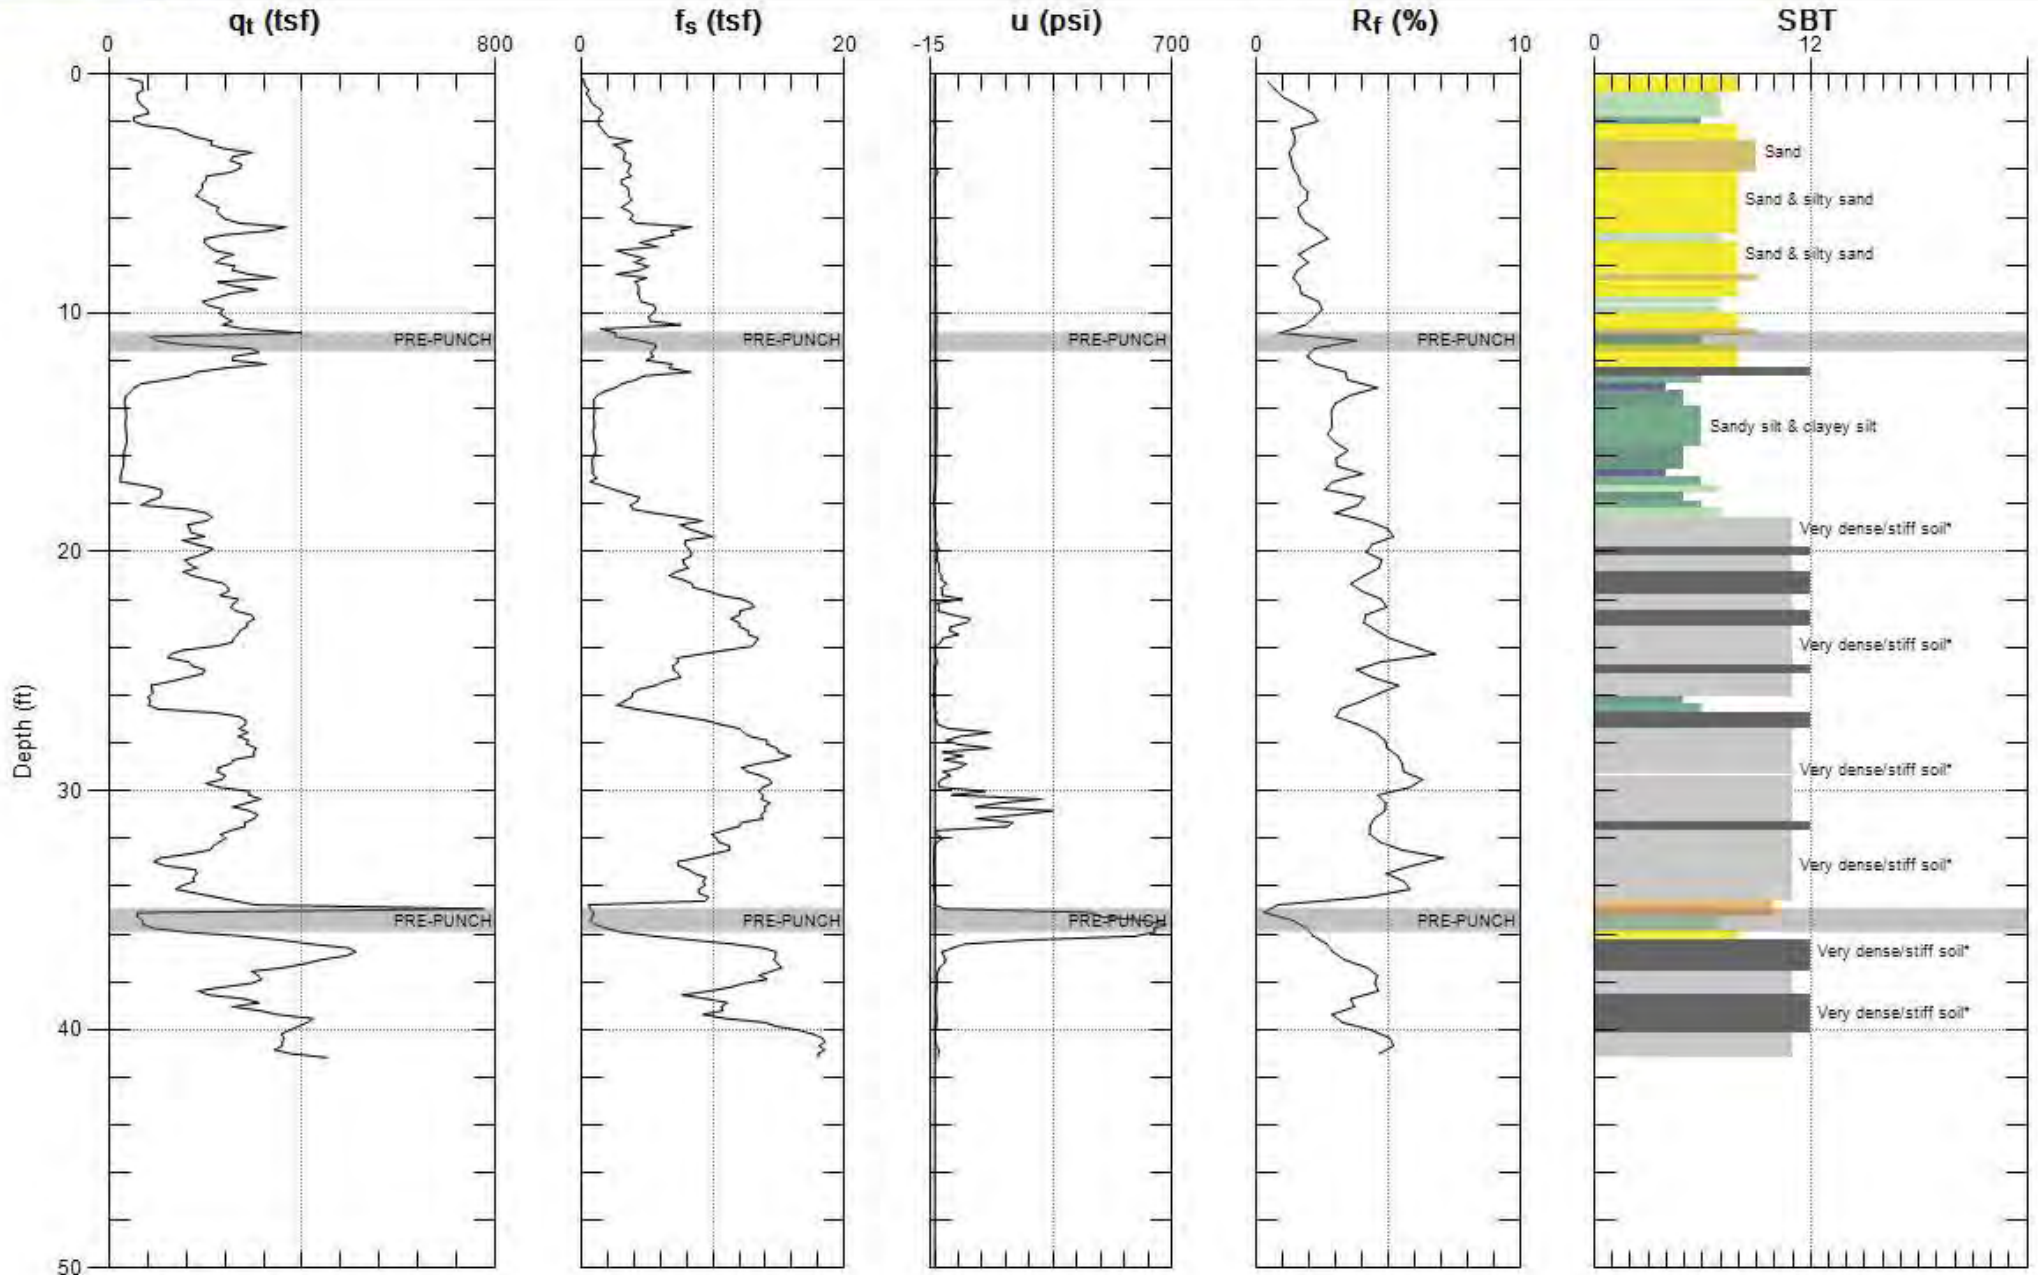 qt (tsf) fs (tsf) u (psi) Rf (%) SBT
0 800 0 20 -15 700 0 10 0 12
0
Sand
Sand & silty sand
Sand & silty sand
10
PRE-PUNCH PRE-PUNCH PRE-PUNCH PRE-PUNCH
Sandy silt & clayey silt
Very dense/stiff soil*
20
Very dense/stiff soil*
Depth (ft)
Very dense/stiff soil*
30
Very dense/stiff soil*
PRE-PUNCH PRE-PUNCH PRE-PUNCH PRE-PUNCH
Very dense/stiff soil*
Very dense/stiff soil*
40
50